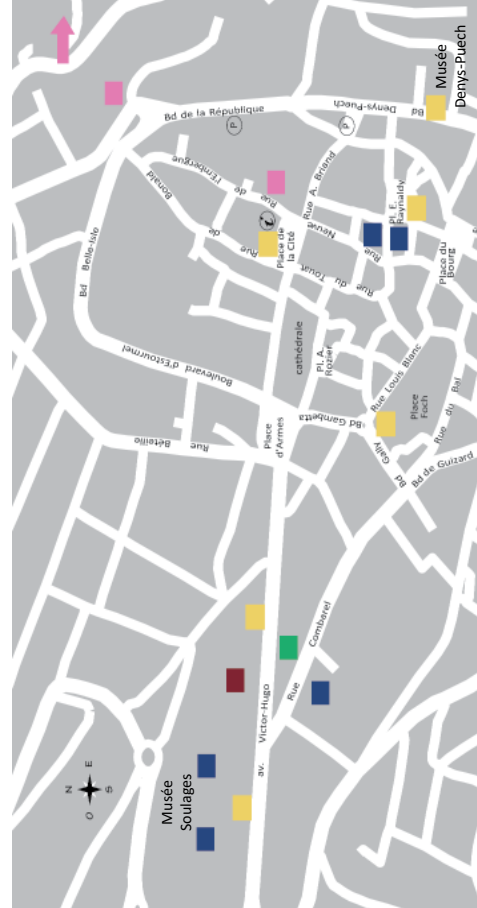 Bd de la République
P
Bd Denys-Puech
P
Musée
Denys-Puech
Rue de l'Embergue
Rue de Bonald
Bd Belle-Isle
i
Place de
la Cité
Rue A. Briand
Rue Neuve
Pl. E.
Raynaldy
Rue du Touat
Place du
Bourg
Boulevard d'Estourmel
cathédrale
Pl. A.
Rozier
Rue Louis Blanc
Rue Béteille
Place
d'Armes
Bd Gambetta
Place
Foch
Rue du Bal
Bd Gally
Bd de Guizard
Rue Combarel
av. Victor-Hugo
N
E
S
O
Musée
Soulages